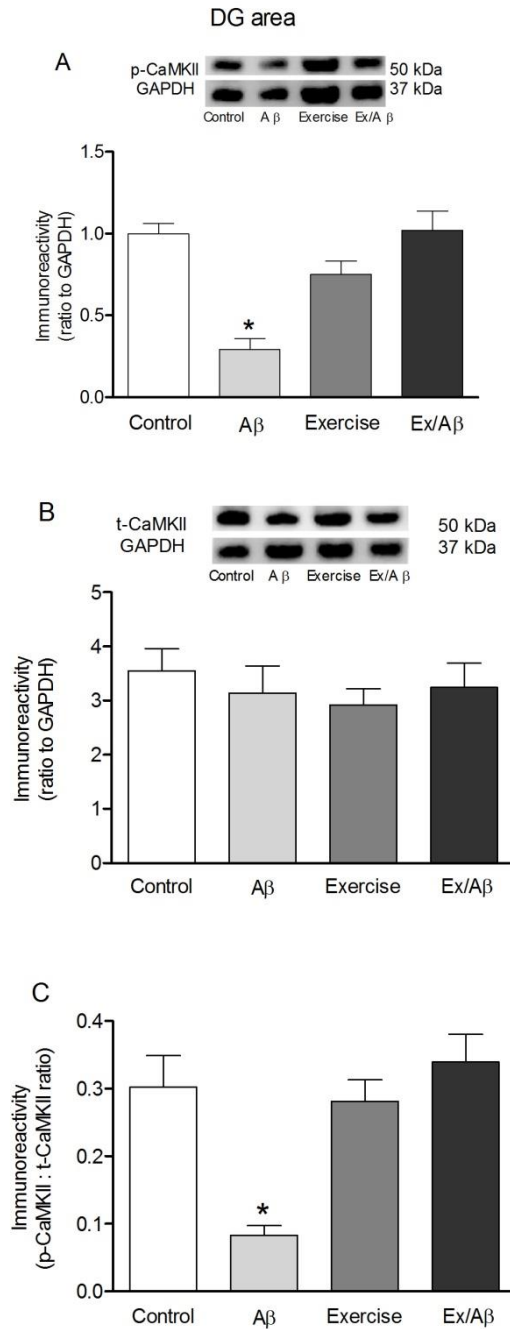 DG area
A
p-CaMKII 50 kDa
GAPDH 37 kDa
Control A β Exercise Ex/A β
Immunoreactivity
(ratio to GAPDH)
1.5
1.0
0.5
0.0
*
Control Aβ Exercise Ex/Aβ
B
t-CaMKII 50 kDa
GAPDH 37 kDa
Control A β Exercise Ex/A β
Immunoreactivity
(ratio to GAPDH)
5
4
3
2
1
0
Control Aβ Exercise Ex/Aβ
C
Immunoreactivity
(p-CaMKII : t-CaMKII ratio)
0.4
0.3
0.2
0.1
0.0
*
Control Aβ Exercise Ex/Aβ